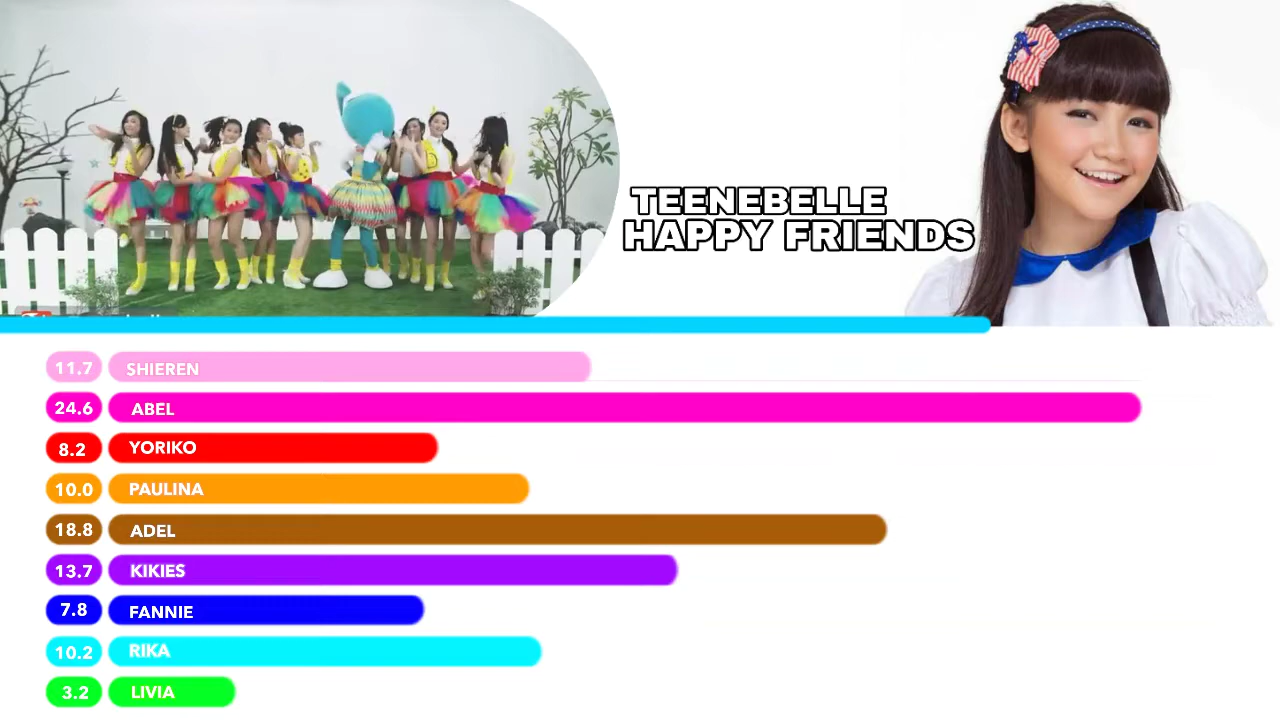 TEENEBELLE
HAPPY FRIENDS
11.7 SHIEREN
24.6 ABEL
8.2 YORIKO
10.0 PAULINA
18.8 ADEL
13.7 KIKIES
7.8 FANNIE
10.2 RIKA
3.2 LIVIA